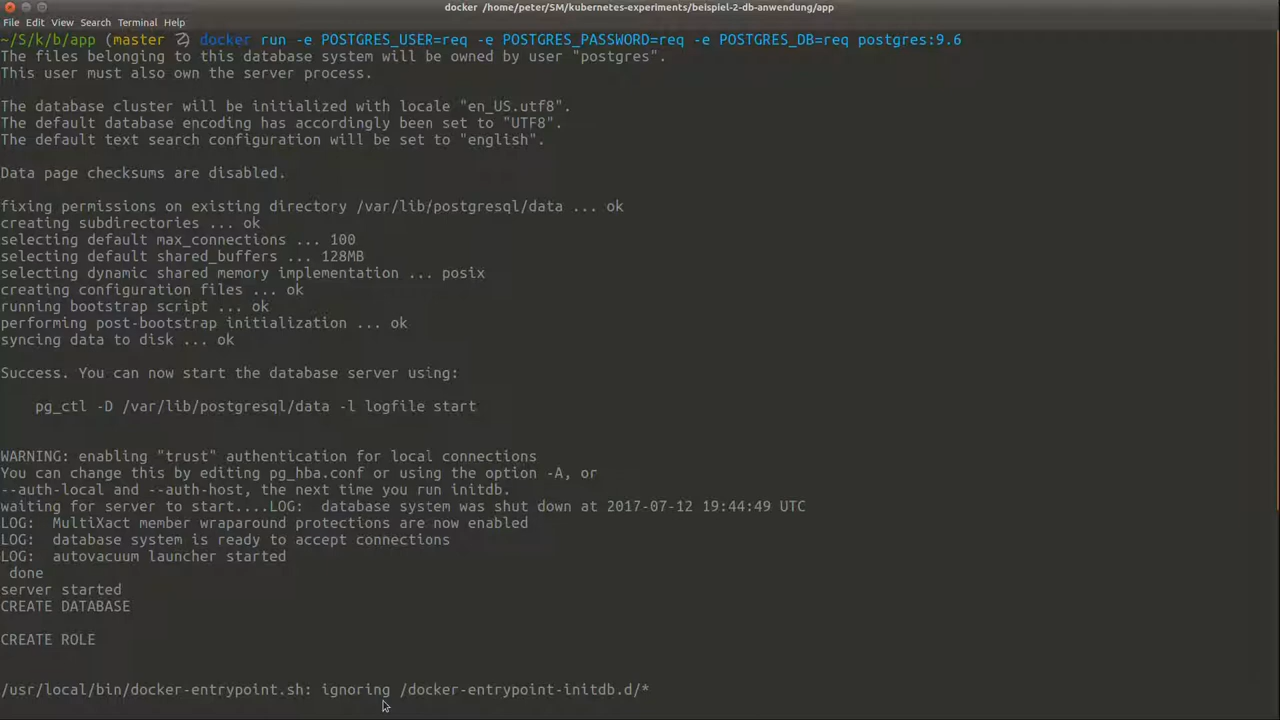 docker /home/peter/SM/kubernetes-experiments/beispiel-2-db-anwendung/app
File Edit View Search Terminal Help
~/S/k/b/app (master ) docker run -e POSTGRES_USER=req -e POSTGRES_PASSWORD=req -e POSTGRES_DB=req postgres:9.6
The files belonging to this database system will be owned by user "postgres".
This user must also own the server process.
The database cluster will be initialized with locale "en_US.utf8".
The default database encoding has accordingly been set to "UTF8".
The default text search configuration will be set to "english".
Data page checksums are disabled.
fixing permissions on existing directory /var/lib/postgresql/data ... ok
creating subdirectories ... ok
selecting default max_connections ... 100
selecting default shared_buffers ... 128MB
selecting dynamic shared memory implementation ... posix
creating configuration files ... ok
running bootstrap script ... ok
performing post-bootstrap initialization ... ok
syncing data to disk ... ok
Success. You can now start the database server using:
pg_ctl -D /var/lib/postgresql/data -l logfile start
WARNING: enabling "trust" authentication for local connections
You can change this by editing pg_hba.conf or using the option -A, or
--auth-local and --auth-host, the next time you run initdb.
waiting for server to start....LOG:  database system was shut down at 2017-07-12 19:44:49 UTC
LOG:  MultiXact member wraparound protections are now enabled
LOG:  database system is ready to accept connections
LOG:  autovacuum launcher started
done
server started
CREATE DATABASE
CREATE ROLE
/usr/local/bin/docker-entrypoint.sh: ignoring /docker-entrypoint-initdb.d/*